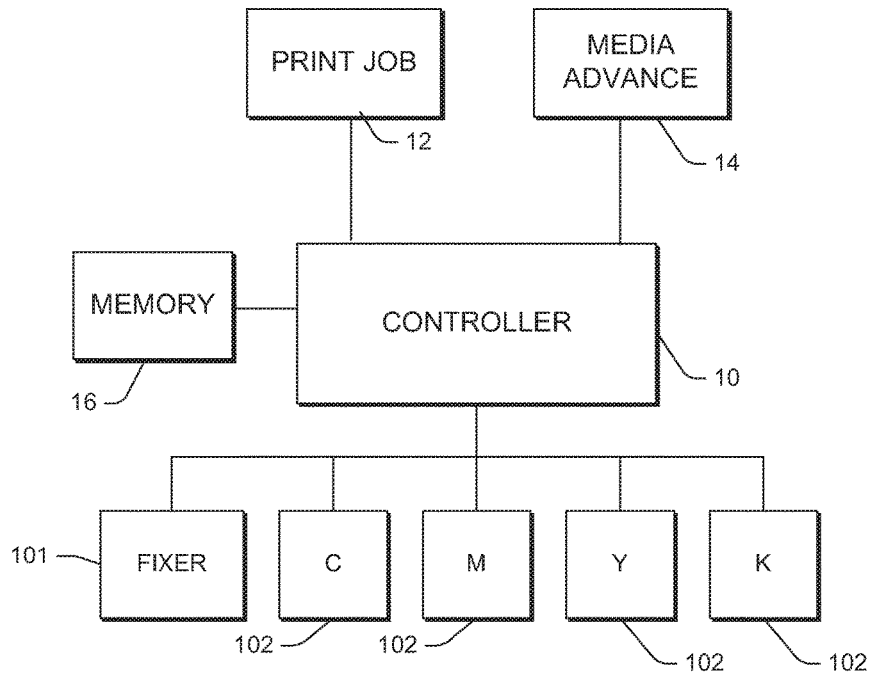 PRINT JOB
MEDIA
ADVANCE
12
14
MEMORY
CONTROLLER
16
10
101
FIXER
C
M
Y
K
102
102
102
102